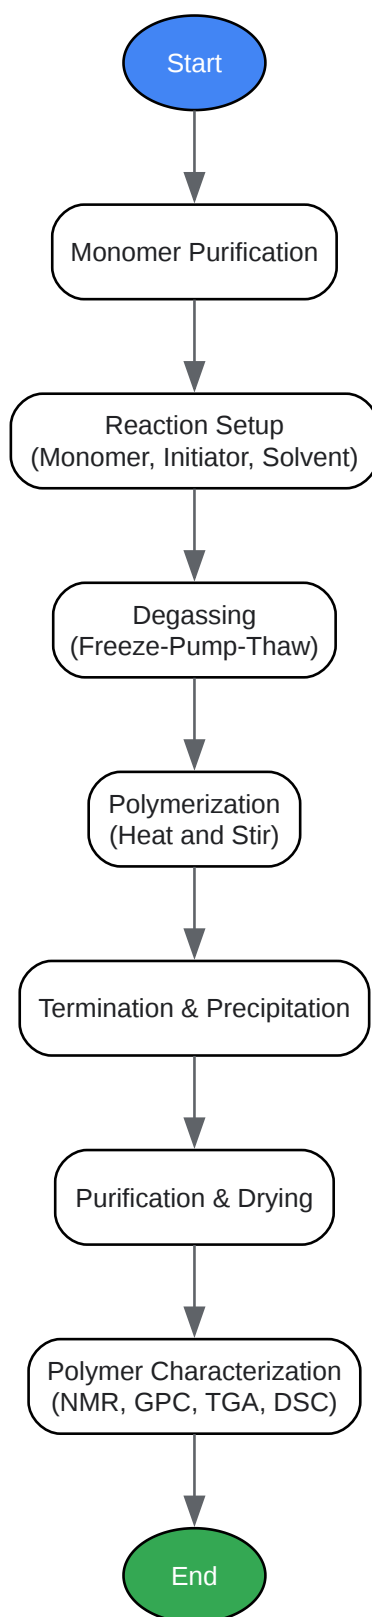 Start
Monomer Purification
Reaction Setup
(Monomer, Initiator, Solvent)
Degassing
(Freeze-Pump-Thaw)
Polymerization
(Heat and Stir)
Termination & Precipitation
Purification & Drying
Polymer Characterization
(NMR, GPC, TGA, DSC)
End